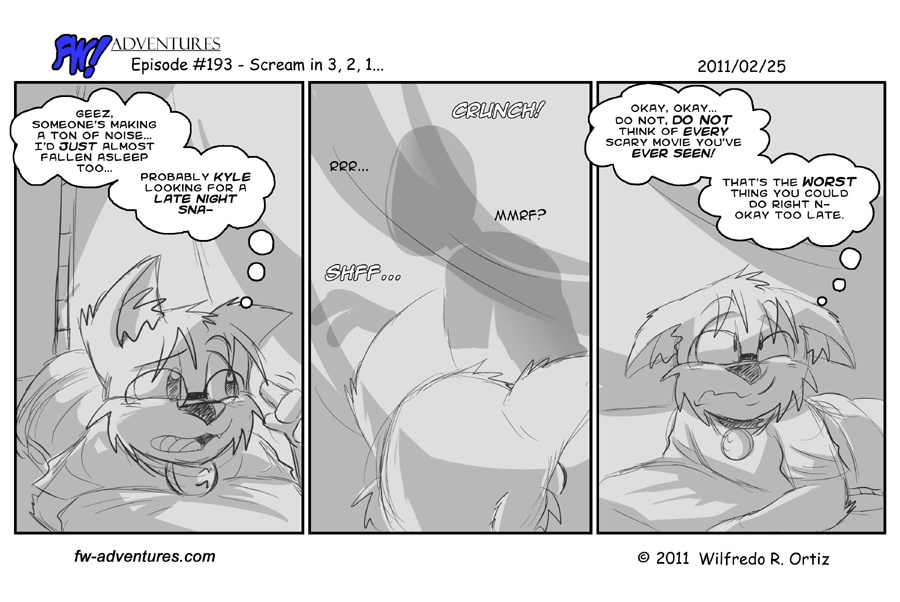 FW! ADVENTURES
Episode #193 - Scream in 3, 2, 1...
2011/02/25
GEEZ,
SOMEONE'S MAKING
A TON OF NOISE...
I'D JUST ALMOST
FALLEN ASLEEP
TOO...
PROBABLY KYLE
LOOKING FOR A
LATE NIGHT
SNA-
CRUNCH!
RRR...
MMRF?
SHFF...
OKAY, OKAY...
DO NOT, DO NOT
THINK OF EVERY
SCARY MOVIE YOU'VE
EVER SEEN!
THAT'S THE WORST
THING YOU COULD
DO RIGHT N-
OKAY TOO LATE.
fw-adventures.com
© 2011 Wilfredo R. Ortiz